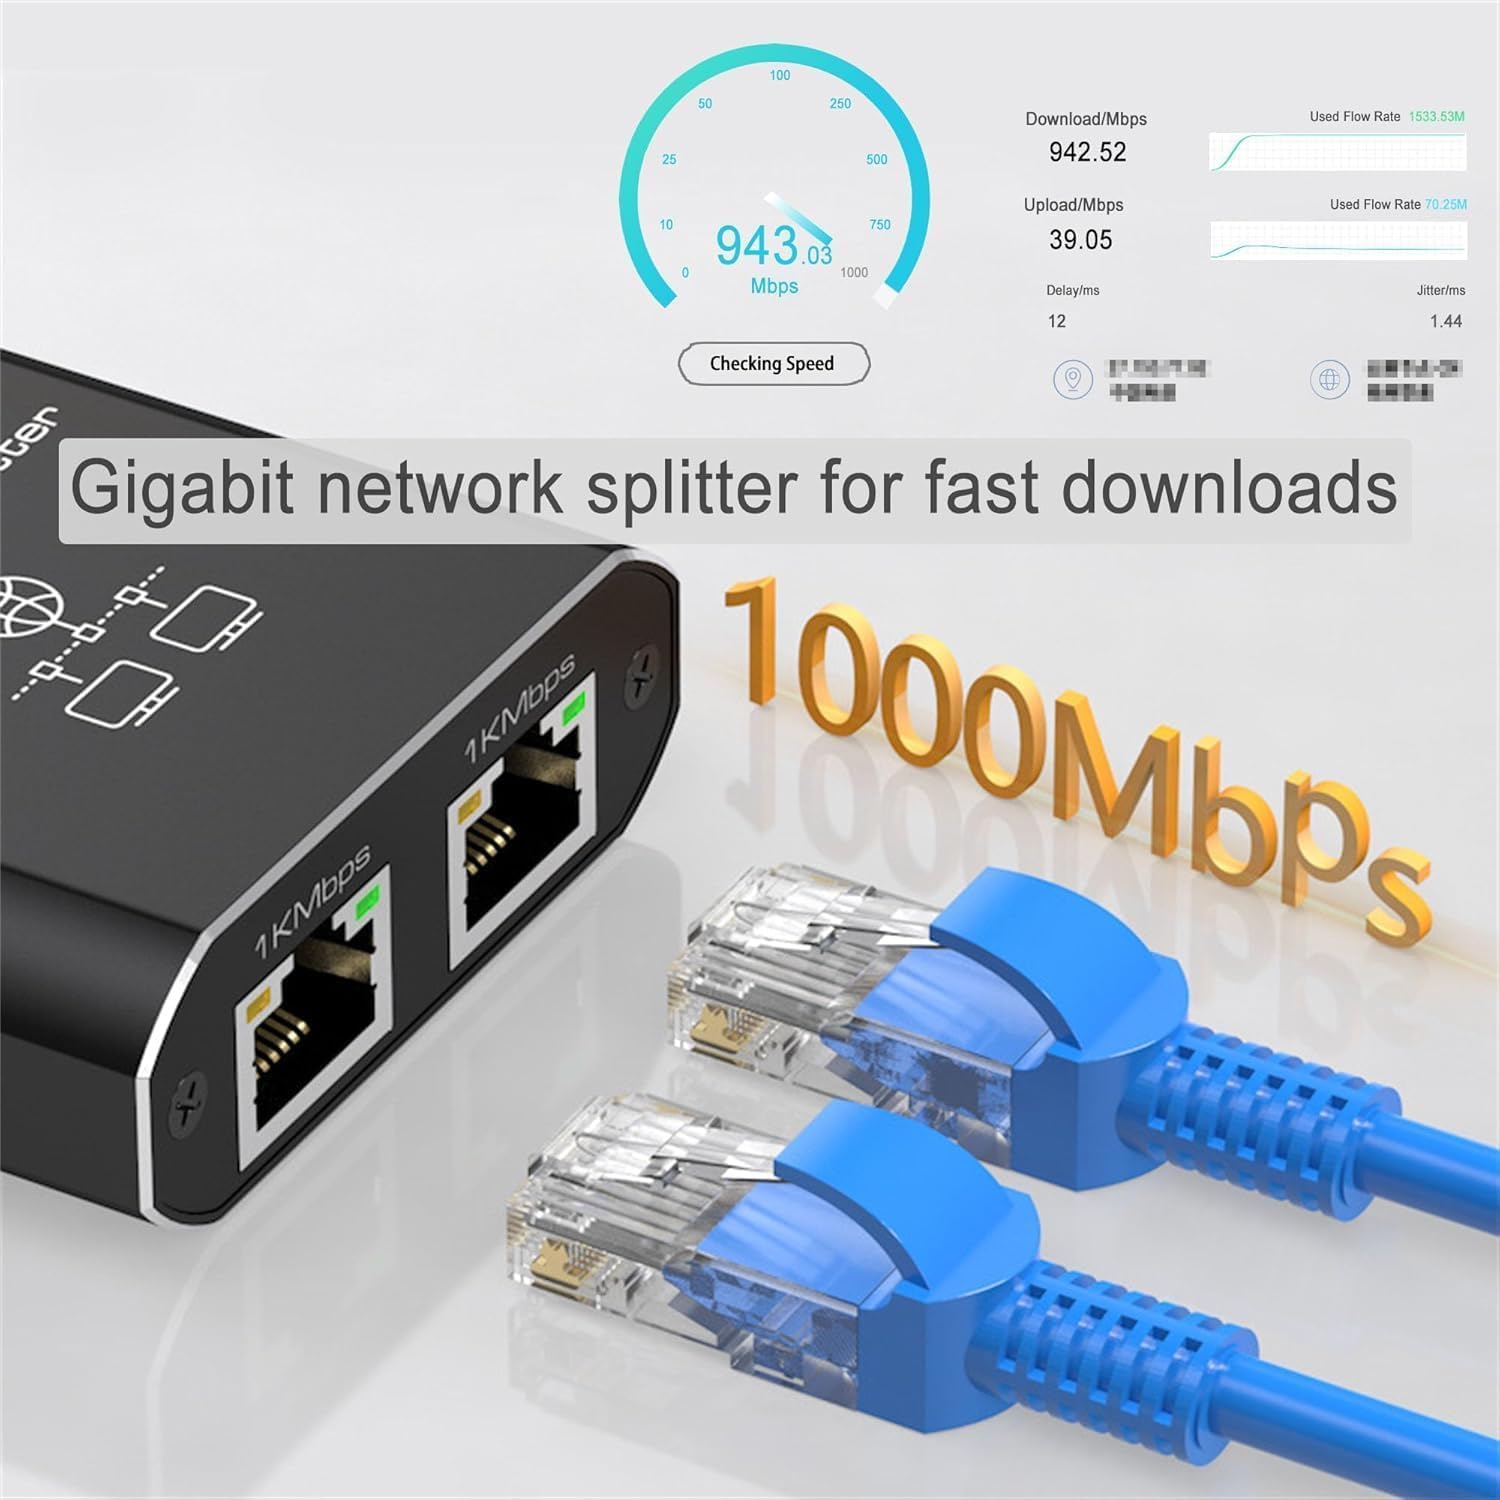 100
50
250
25
500
10
750
943.03
0
1000
Mbps
Checking Speed
Download/Mbps
942.52
Used Flow Rate 1533.53M
Upload/Mbps
39.05
Used Flow Rate 70.25M
Delay/ms
12
Jitter/ms
1.44
Gigabit network splitter for fast downloads
1000Mbps
1KMbps
1KMbps